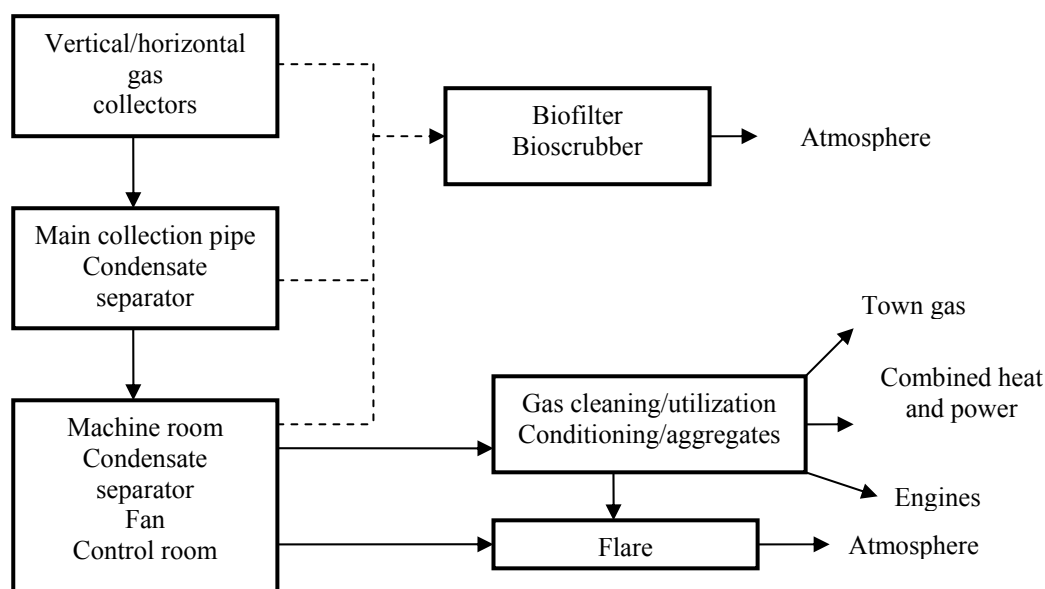 Vertical/horizontal
gas
collectors
Biofilter
Bioscrubber
Atmosphere
Main collection pipe
Condensate
separator
Town gas
Combined heat
and power
Gas cleaning/utilization
Conditioning/aggregates
Engines
Machine room
Condensate
separator
Fan
Control room
Flare
Atmosphere